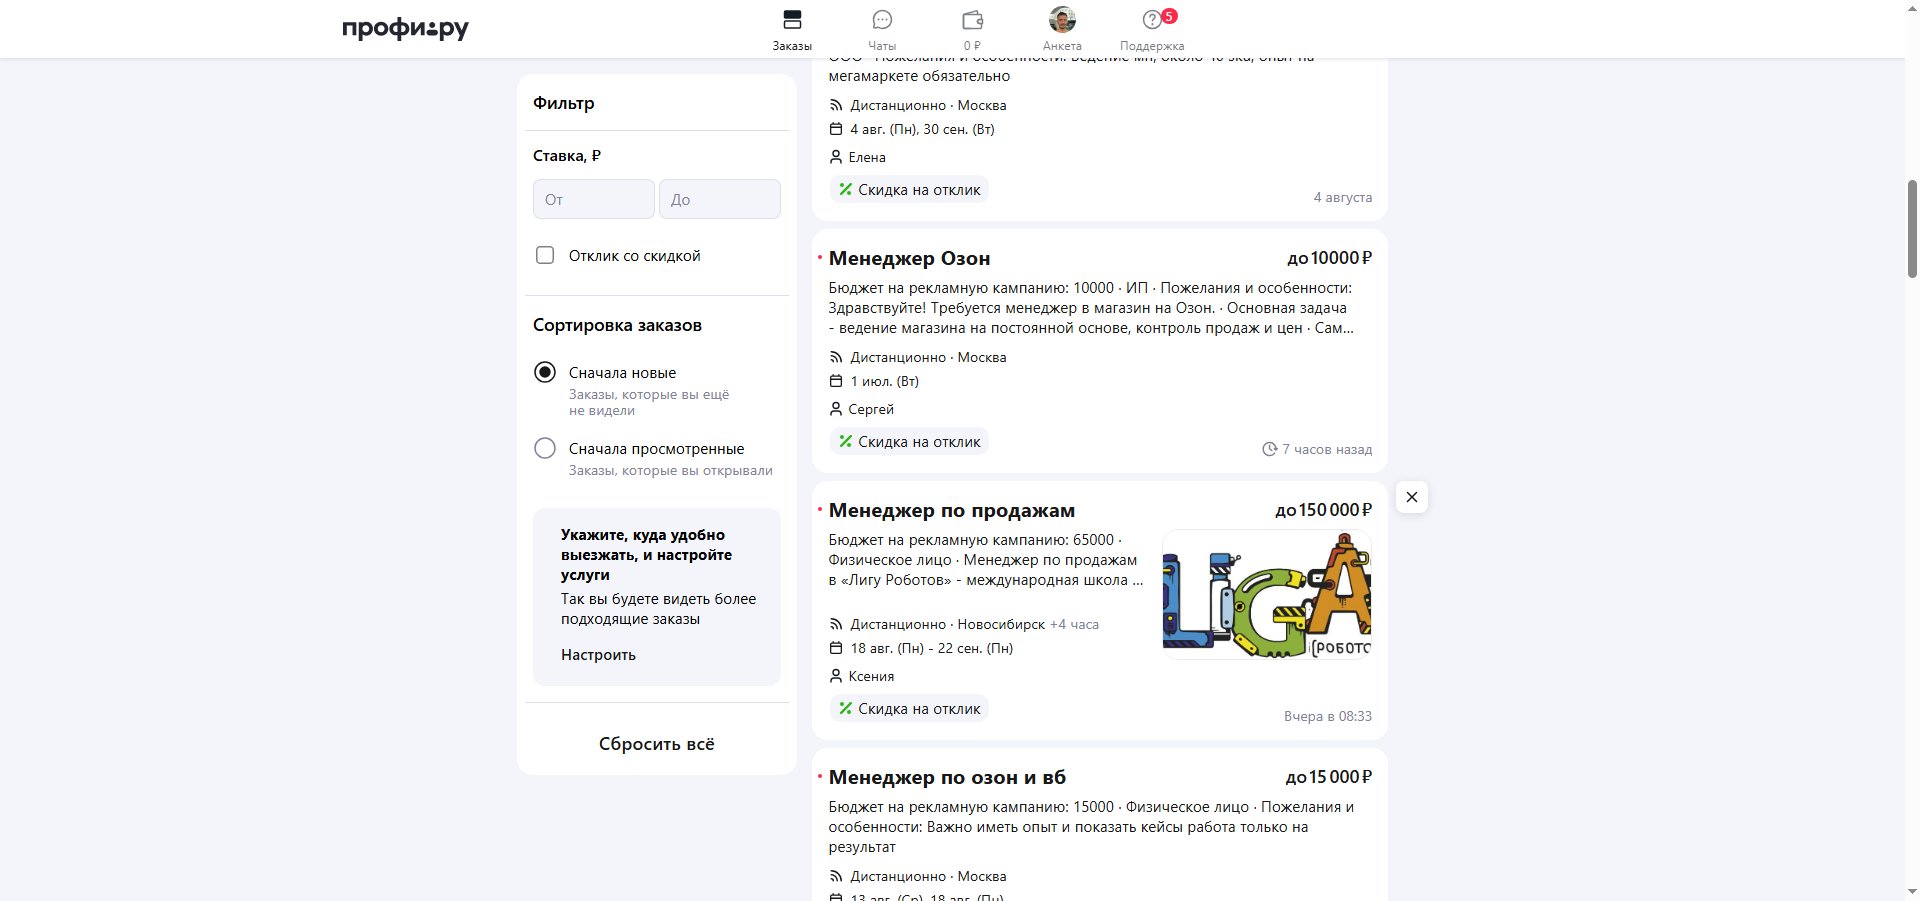 профи.ру
Заказы
Чаты
0 ₽
Анкета
5
Поддержка
Фильтр
Ставка, ₽
От
До
Отклик со скидкой
Сортировка заказов
Сначала новые
Заказы, которые вы ещё
не видели
Сначала просмотренные
Заказы, которые вы открывали
Укажите, куда удобно
выезжать, и настройте
услуги
Так вы будете видеть более
подходящие заказы
Настроить
Сбросить всё
мегамаркете обязательно
Дистанционно · Москва
4 авг. (Пн), 30 сен. (Вт)
Елена
Скидка на отклик
4 августа
Менеджер Озон
до 10000 ₽
Бюджет на рекламную кампанию: 10000 · ИП · Пожелания и особенности:
Здравствуйте! Требуется менеджер в магазин на Озон. · Основная задача
- ведение магазина на постоянной основе, контроль продаж и цен · Сам...
Дистанционно · Москва
1 июл. (Вт)
Сергей
Скидка на отклик
7 часов назад
Менеджер по продажам
до 150 000 ₽
Бюджет на рекламную кампанию: 65000 ·
Физическое лицо · Менеджер по продажам
в «Лигу Роботов» - международная школа ...
LIGA
[РОБОТО
Дистанционно · Новосибирск +4 часа
18 авг. (Пн) - 22 сен. (Пн)
Ксения
Скидка на отклик
Вчера в 08:33
Менеджер по озон и вб
до 15 000 ₽
Бюджет на рекламную кампанию: 15000 · Физическое лицо · Пожелания и
особенности: Важно иметь опыт и показать кейсы работа только на
результат
Дистанционно · Москва
13 авг. (Ср), 18 авг. (Пн)